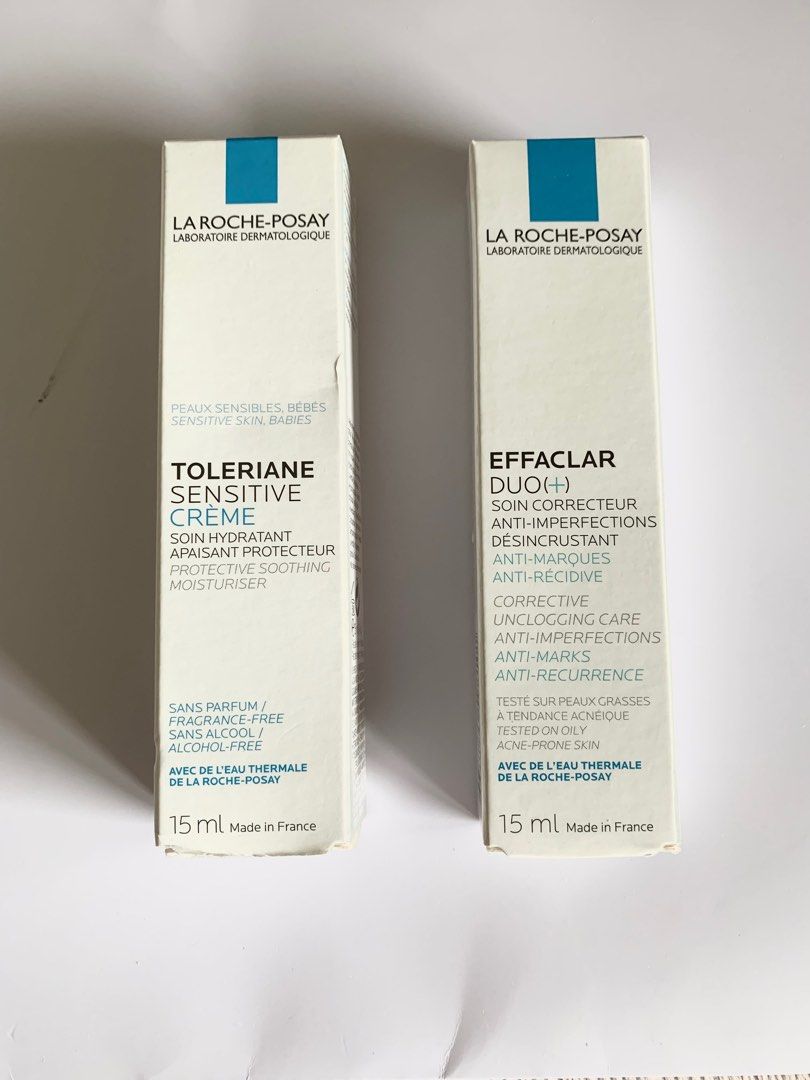 LA ROCHE-POSAY
LABORATOIRE DERMATOLOGIQUE
PEAUX SENSIBLES, BÉBÉS
SENSITIVE SKIN, BABIES
TOLERIANE
SENSITIVE
CRÈME
SOIN HYDRATANT
APAISANT PROTECTEUR
PROTECTIVE SOOTHING
MOISTURISER
SANS PARFUM /
FRAGRANCE-FREE
SANS ALCOOL /
ALCOHOL-FREE
AVEC DE L'EAU THERMALE
DE LA ROCHE-POSAY
15 ml Made in France
LA ROCHE-POSAY
LABORATOIRE DERMATOLOGIQUE
EFFACLAR
DUO(+)
SOIN CORRECTEUR
ANTI-IMPERFECTIONS
DÉSINCRUSTANT
ANTI-MARQUES
ANTI-RÉCIDIVE
CORRECTIVE
UNCLOGGING CARE
ANTI-IMPERFECTIONS
ANTI-MARKS
ANTI-RECURRENCE
TESTÉ SUR PEAUX GRASSES
À TENDANCE ACNÉIQUE
TESTED ON OILY
ACNE-PRONE SKIN
AVEC DE L'EAU THERMALE
DE LA ROCHE-POSAY
15 ml Made in France